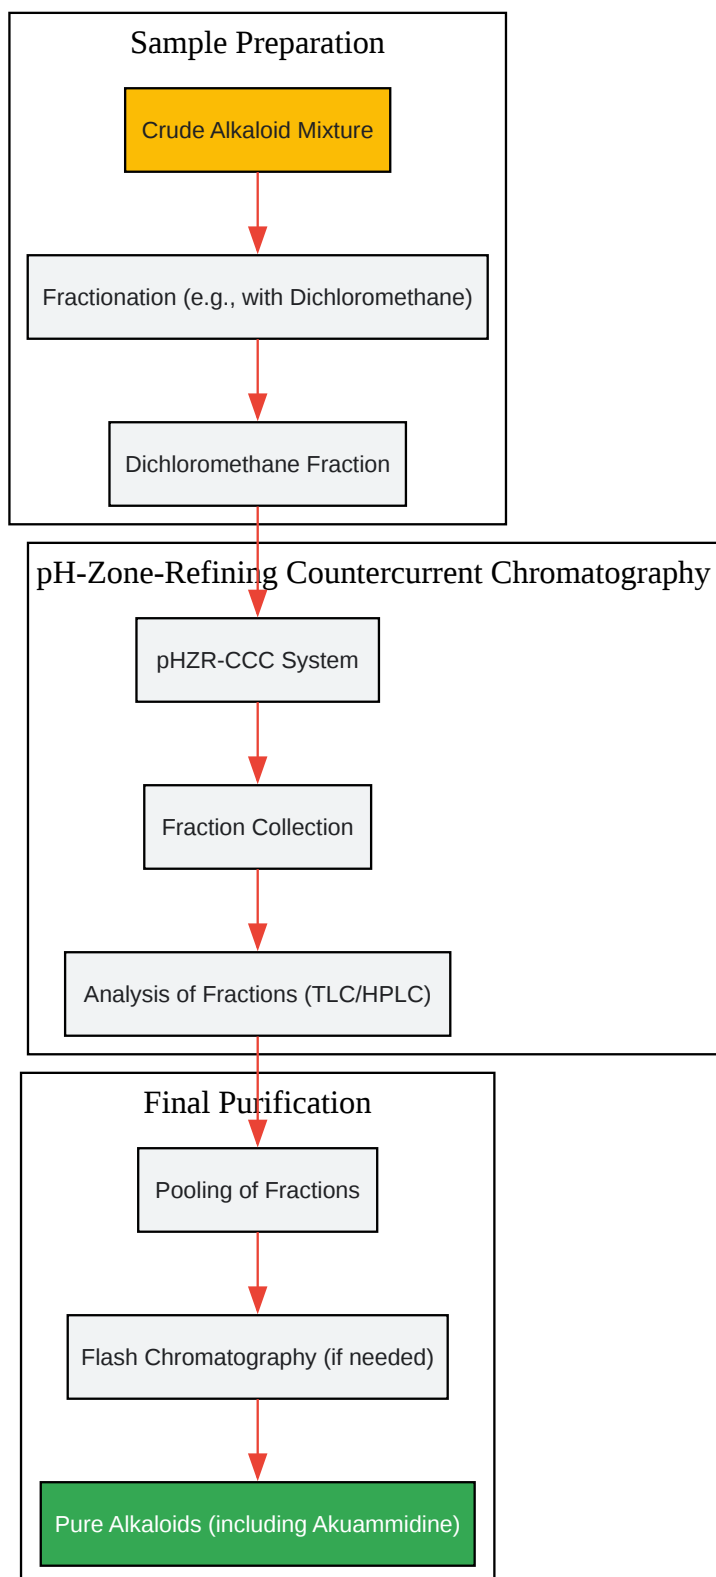 Sample Preparation
Crude Alkaloid Mixture
Fractionation (e.g., with Dichloromethane)
Dichloromethane Fraction
pH-Zone-Refining Countercurrent Chromatography
pHZR-CCC System
Fraction Collection
Analysis of Fractions (TLC/HPLC)
Final Purification
Pooling of Fractions
Flash Chromatography (if needed)
Pure Alkaloids (including Akuammidine)